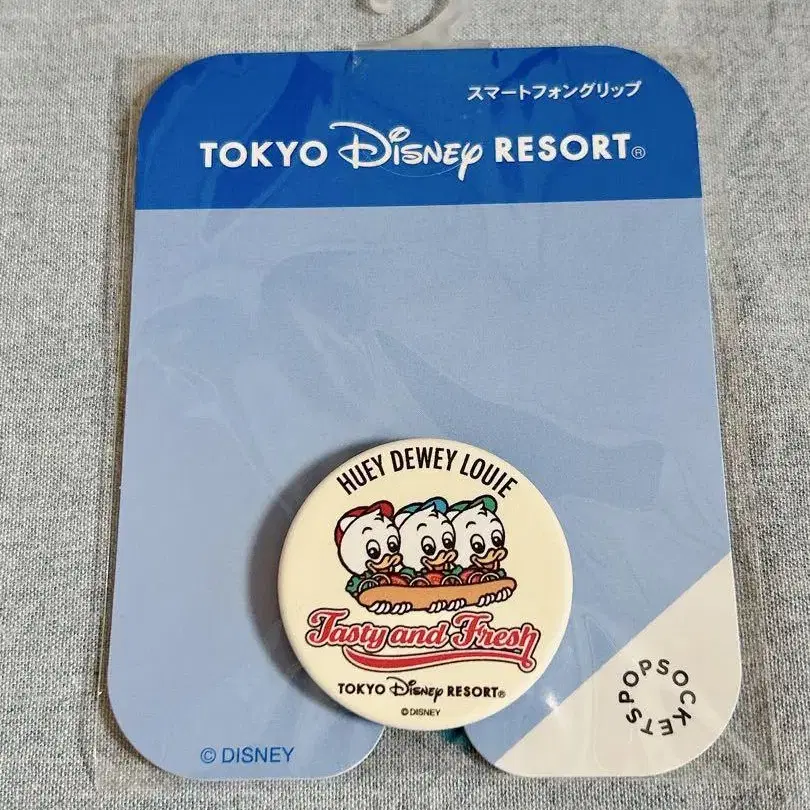 スマートフォングリップ
TOKYO Disney RESORT®
HUEY DEWEY LOUIE
Tasty and Fresh
TOKYO Disney RESORT®
© DISNEY
POPSOCKETS
© DISNEY